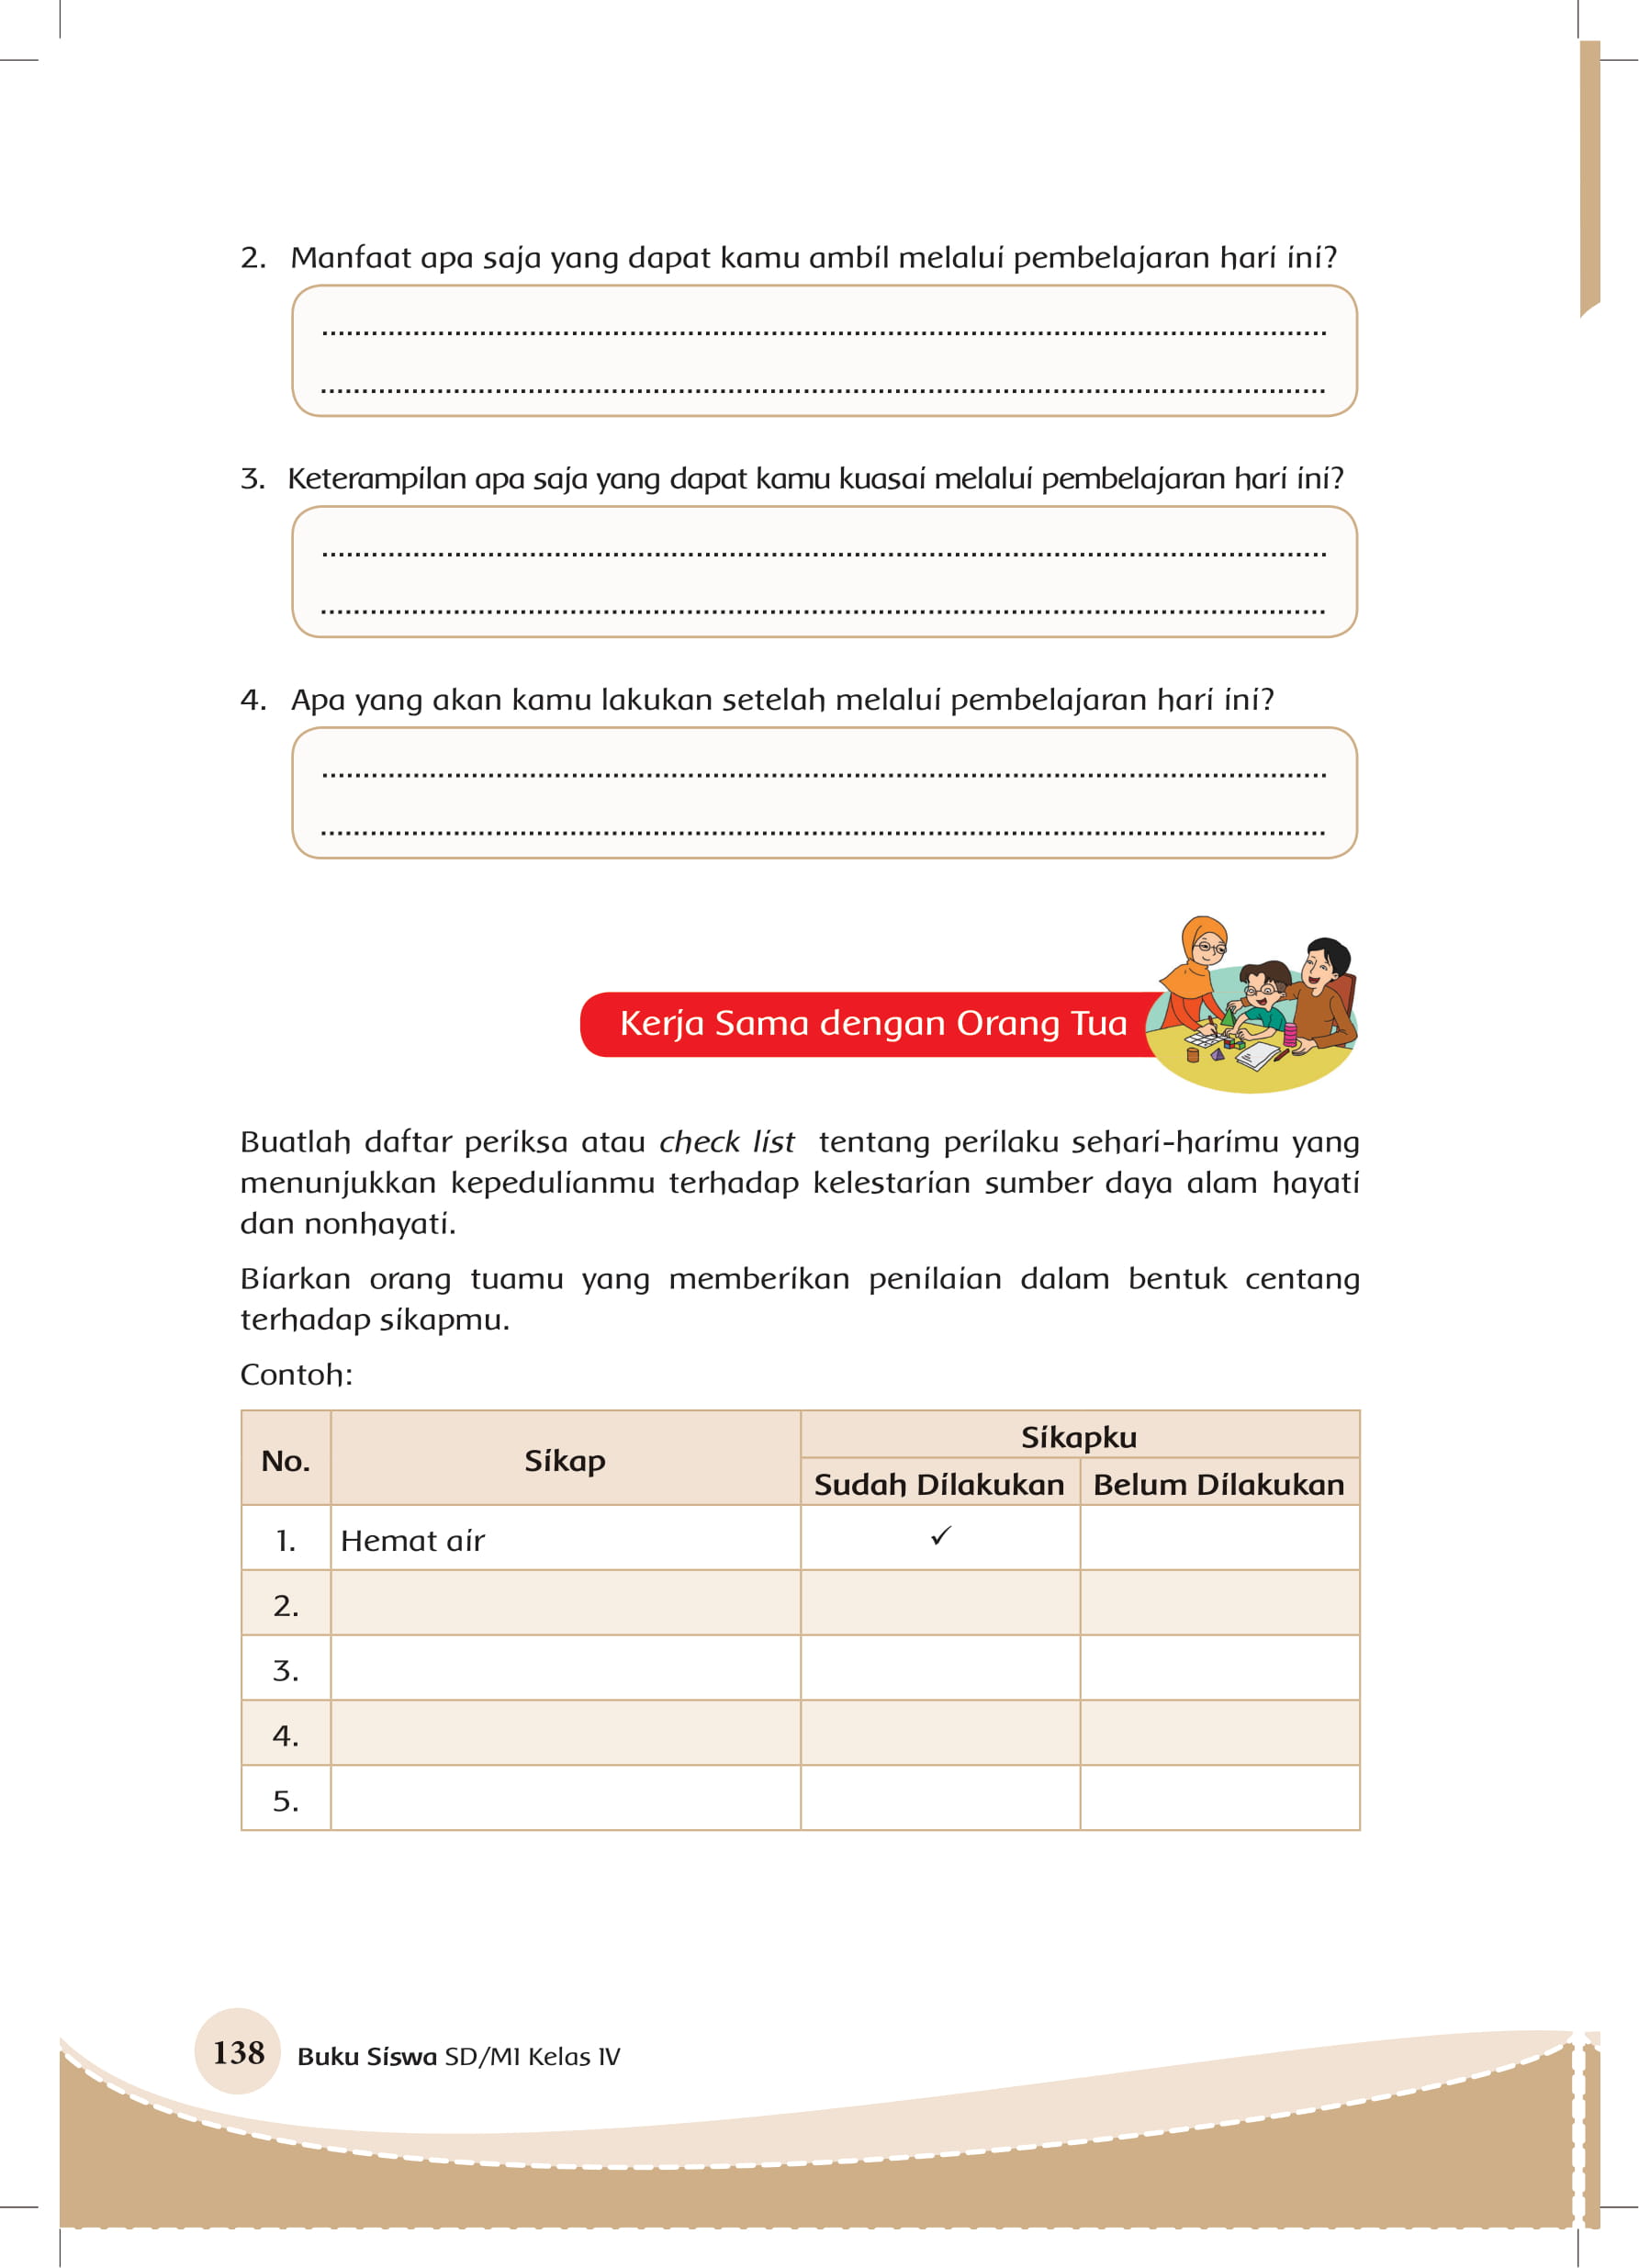 2. Manfaat apa saja yang dapat kamu ambil melalui pembelajaran hari ini?
3. Keterampilan apa saja yang dapat kamu kuasai melalui pembelajaran hari ini?
4. Apa yang akan kamu lakukan setelah melalui pembelajaran hari ini?
Kerja Sama dengan Orang Tua
Buatlah daftar periksa atau check list tentang perilaku sehari-harimu yang
menunjukkan kepedulianmu terhadap kelestarian sumber daya alam hayati
dan nonhayati.
Biarkan orang tuamu yang memberikan penilaian dalam bentuk centang
terhadap sikapmu.
Contoh:
No. Sikap Sikapku
Sudah Dilakukan Belum Dilakukan
1. Hemat air ✓
2.
3.
4.
5.
138 Buku Siswa SD/MI Kelas IV